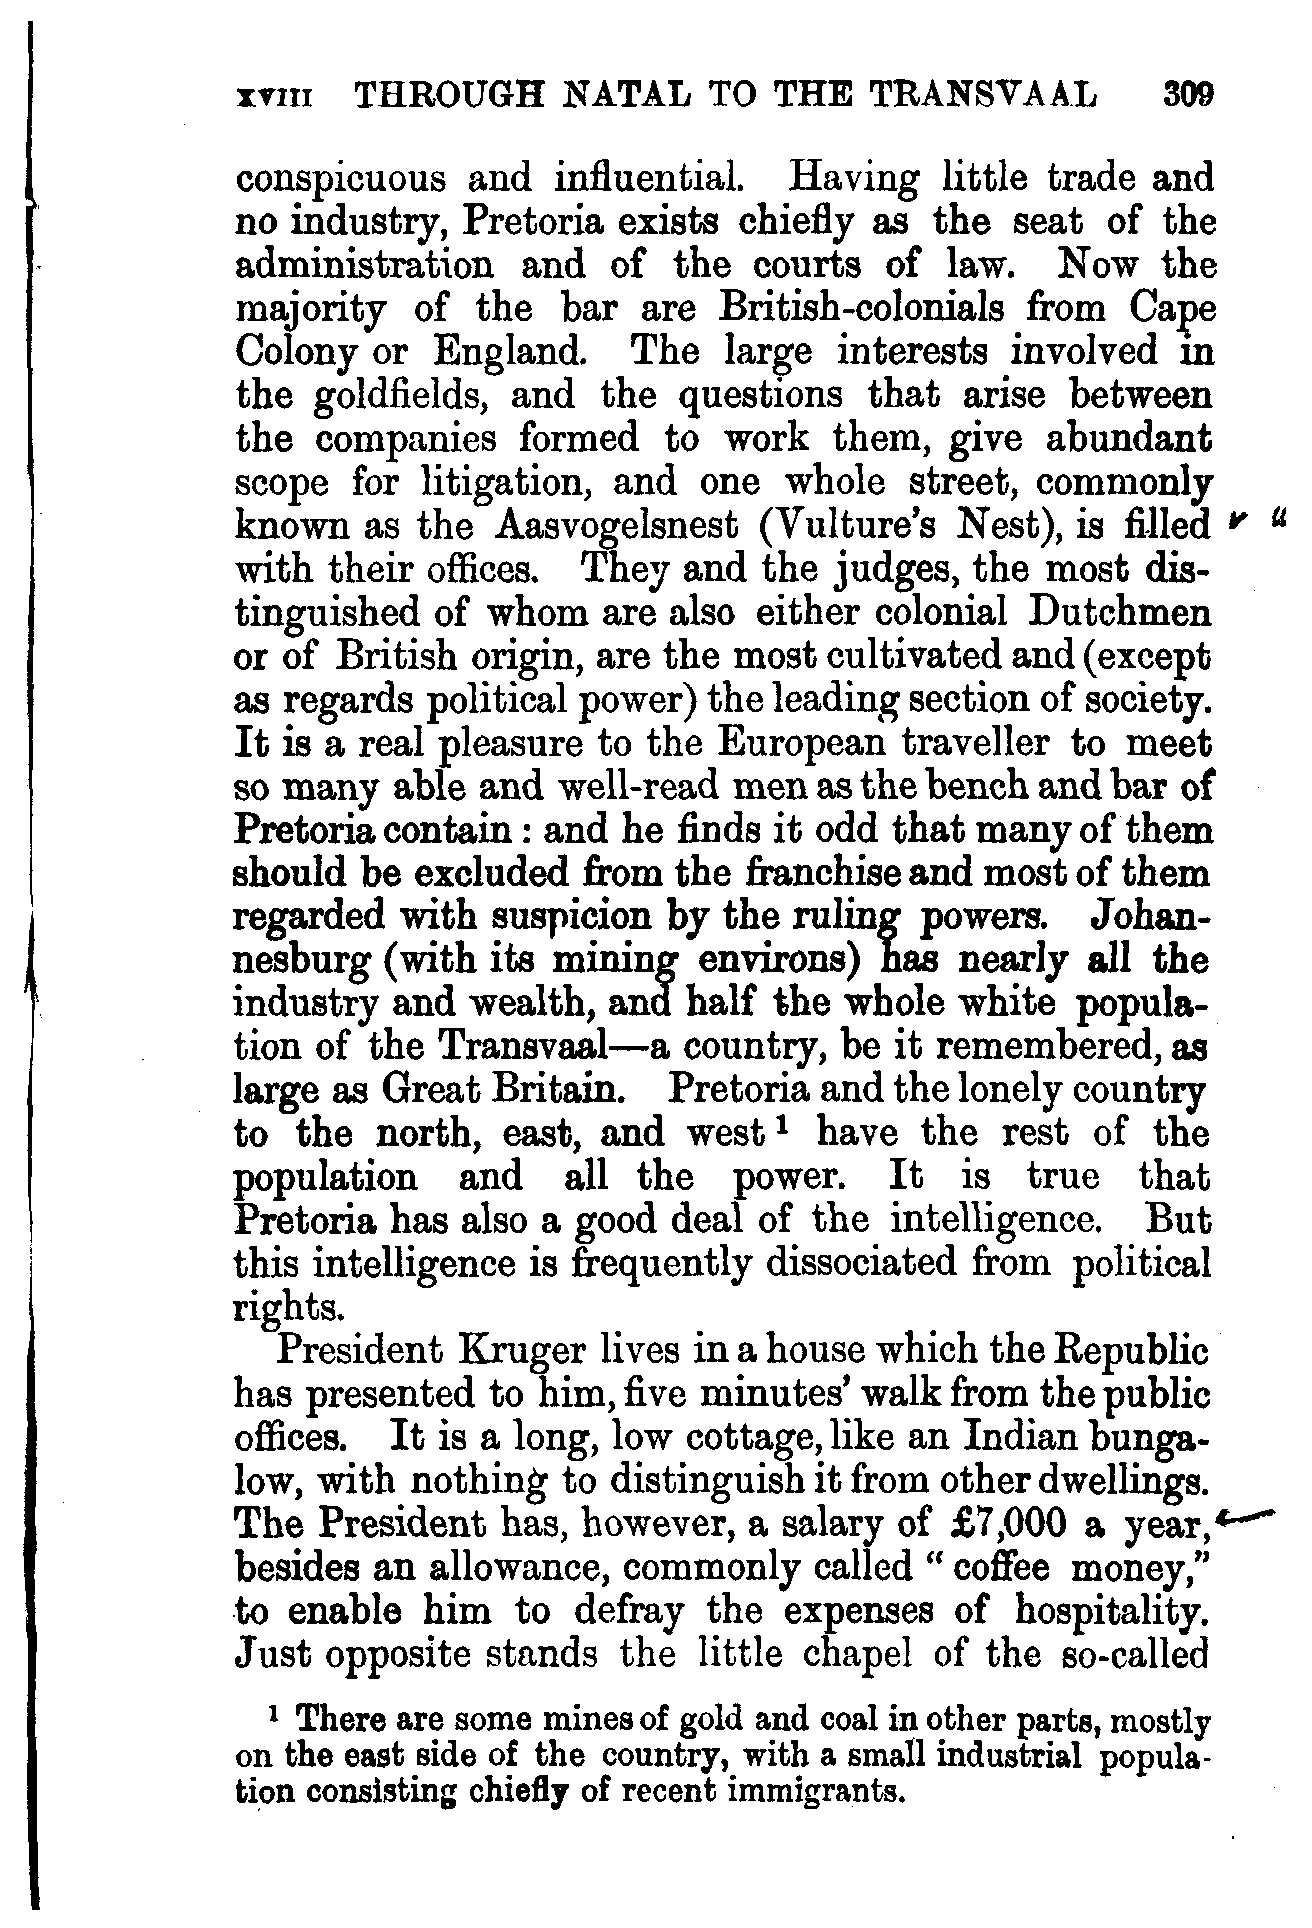 XVIII THROUGH NATAL TO THE TRANSVAAL 309
conspicuous and influential. Having little trade and
no industry, Pretoria exists chiefly as the seat of the
administration and of the courts of law. Now the
majority of the bar are British-colonials from Cape
Colony or England. The large interests involved in
the goldfields, and the questions that arise between
the companies formed to work them, give abundant
scope for litigation, and one whole street, commonly
known as the Aasvogelsnest (Vulture's Nest), is filled
with their offices. They and the judges, the most dis-
tinguished of whom are also either colonial Dutchmen
or of British origin, are the most cultivated and (except
as regards political power) the leading section of society.
It is a real pleasure to the European traveller to meet
so many able and well-read men as the bench and bar of
Pretoria contain : and he finds it odd that many of them
should be excluded from the franchise and most of them
regarded with suspicion by the ruling powers. Johan-
nesburg (with its mining environs) has nearly all the
industry and wealth, and half the whole white popula-
tion of the Transvaal—a country, be it remembered, as
large as Great Britain. Pretoria and the lonely country
to the north, east, and west ¹ have the rest of the
population and all the power. It is true that
Pretoria has also a good deal of the intelligence. But
this intelligence is frequently dissociated from political
rights.
President Kruger lives in a house which the Republic
has presented to him, five minutes' walk from the public
offices. It is a long, low cottage, like an Indian bunga-
low, with nothing to distinguish it from other dwellings.
The President has, however, a salary of £7,000 a year,
besides an allowance, commonly called " coffee money,"
to enable him to defray the expenses of hospitality.
Just opposite stands the little chapel of the so-called
¹ There are some mines of gold and coal in other parts, mostly
on the east side of the country, with a small industrial popula-
tion consisting chiefly of recent immigrants.